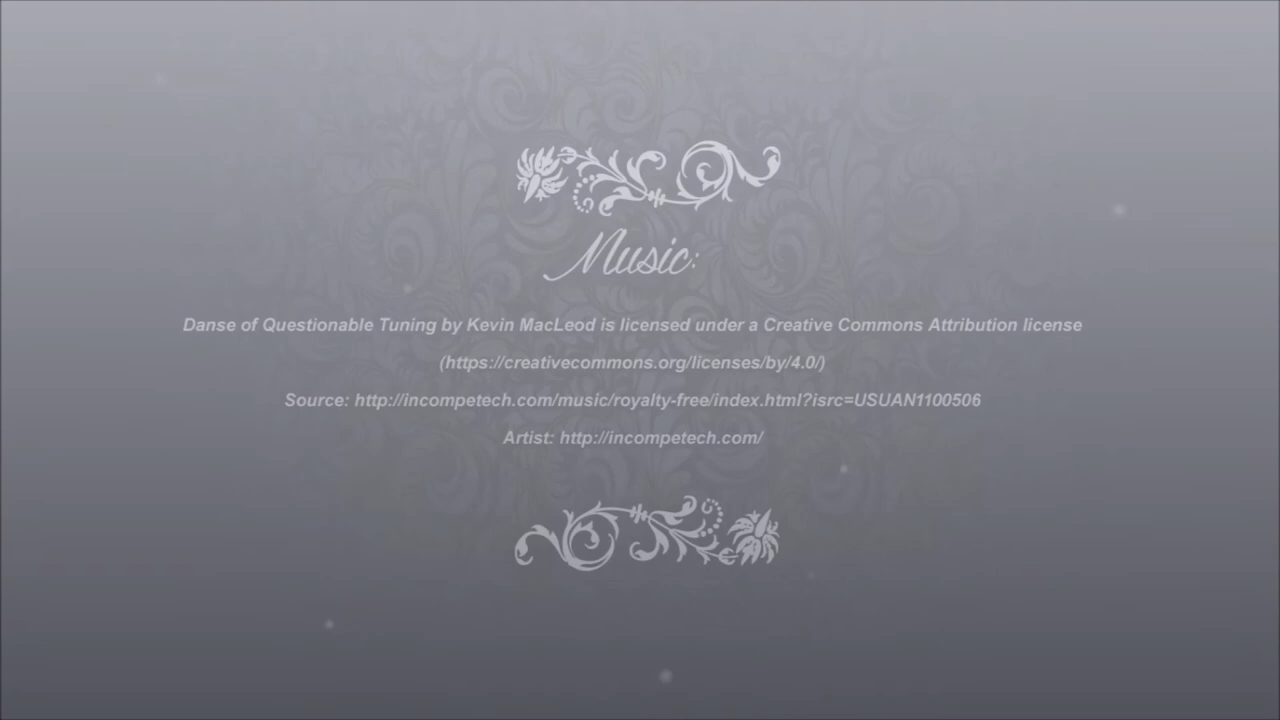 Music:
Danse of Questionable Tuning by Kevin MacLeod is licensed under a Creative Commons Attribution license
(https://creativecommons.org/licenses/by/4.0/)
Source: http://incompetech.com/music/royalty-free/index.html?isrc=USUAN1100506
Artist: http://incompetech.com/